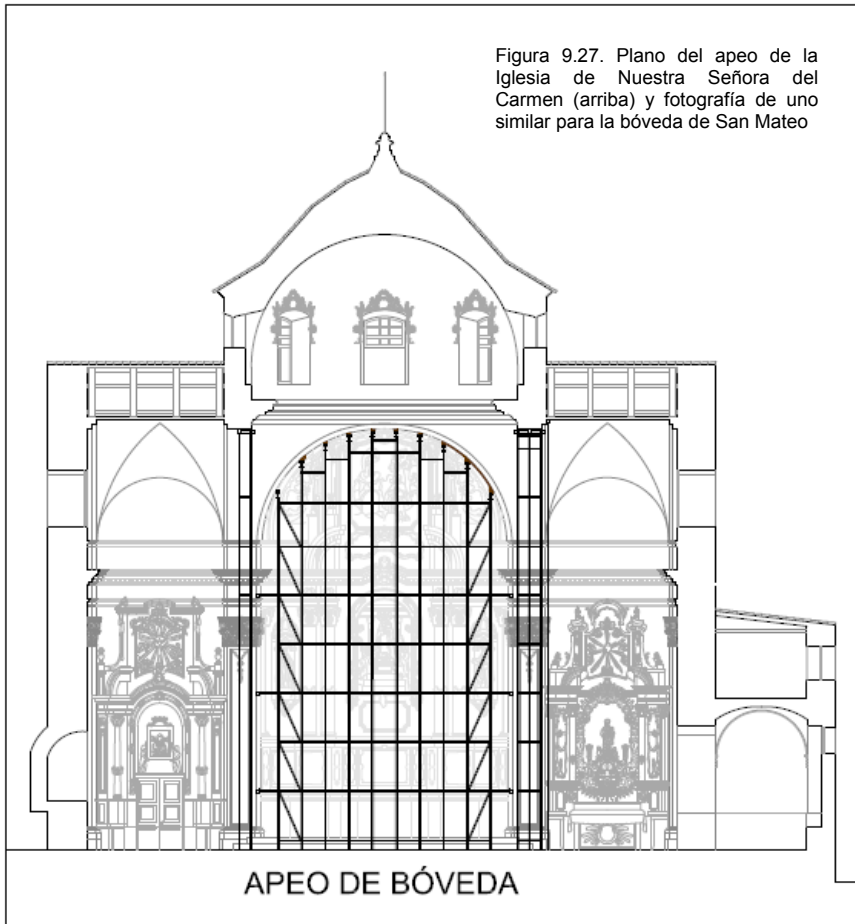 Figura 9.27. Plano del apeo de la
Iglesia de Nuestra Señora del
Carmen (arriba) y fotografía de uno
similar para la bóveda de San Mateo
APEO DE BÓVEDA